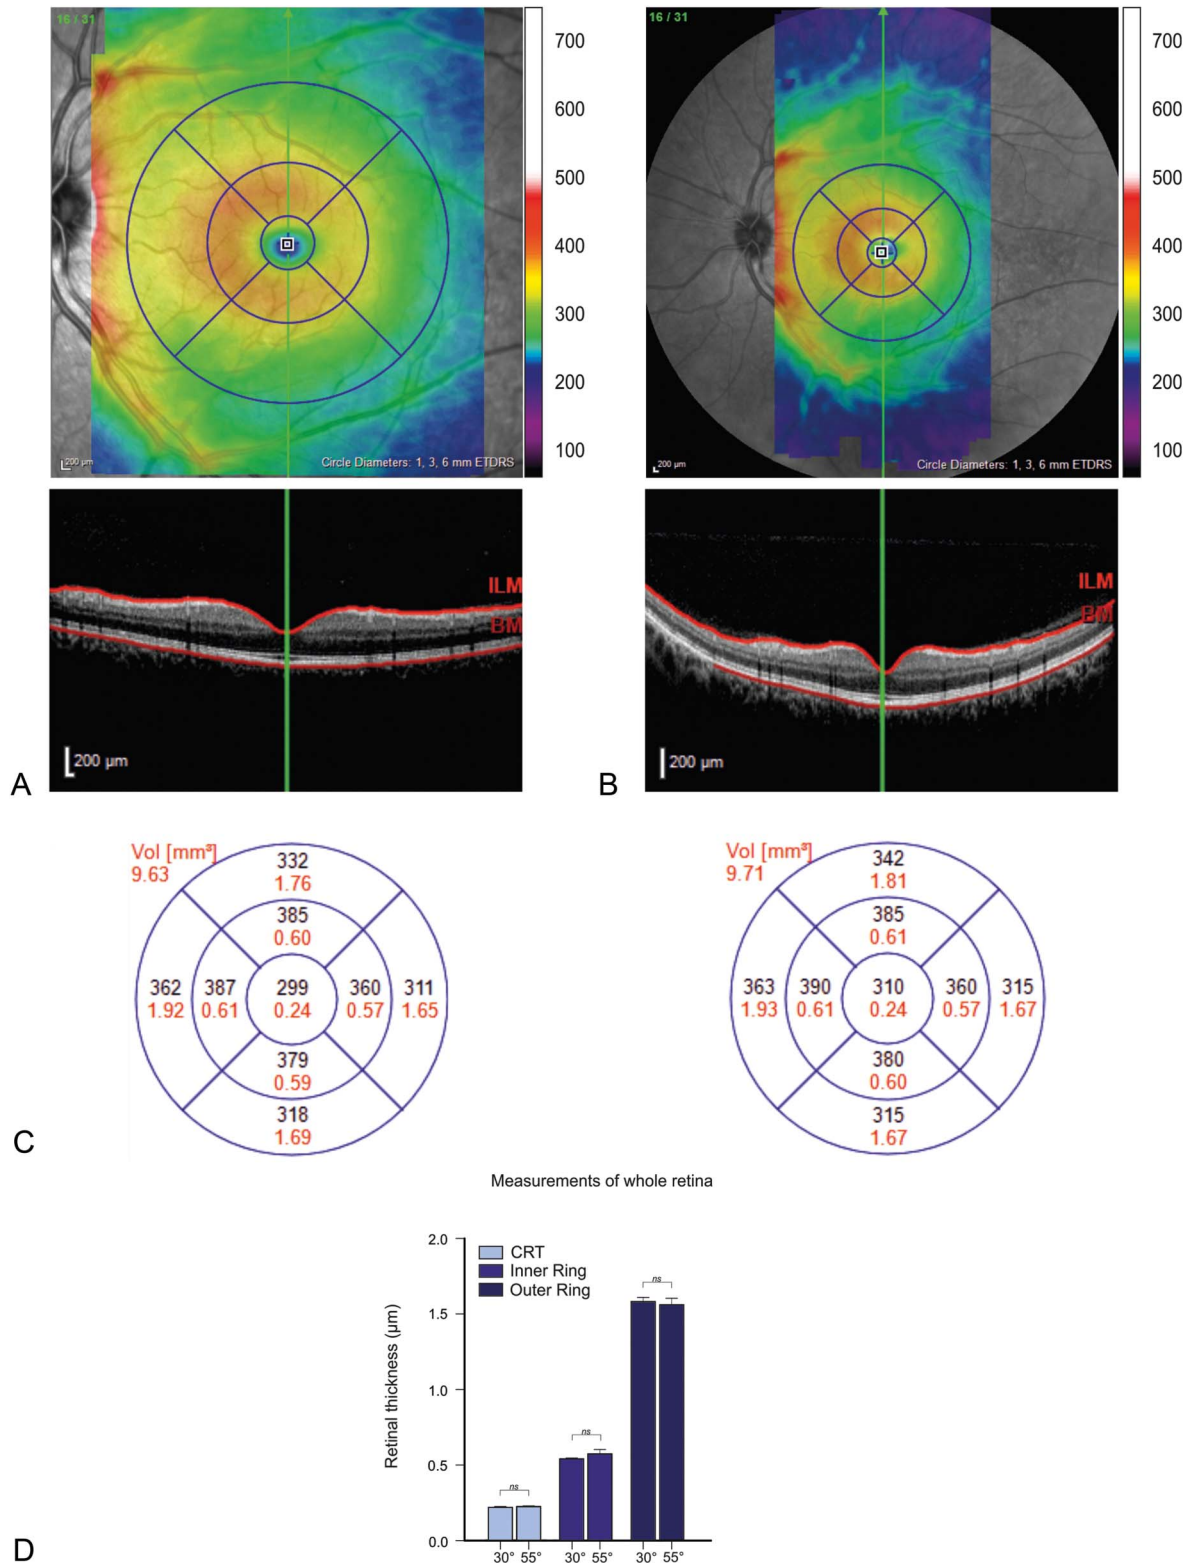 16 / 31
700
600
500
400
300
200
100
200 µm
Circle Diameters: 1, 3, 6 mm ETDRS
16 / 31
700
600
500
400
300
200
100
200 µm
Circle Diameters: 1, 3, 6 mm ETDRS
ILM
BM
200 µm
A
ILM
BM
200 µm
B
Vol [mm³]
9.63
332
1.76
385
0.60
362 387 299 360 311
1.92 0.61 0.24 0.57 1.65
379
0.59
318
1.69
Vol [mm³]
9.71
342
1.81
385
0.61
363 390 310 360 315
1.93 0.61 0.24 0.57 1.67
380
0.60
315
1.67
C
Measurements of whole retina
Retinal thickness (µm)
2.0
1.5
1.0
0.5
0.0
CRT
Inner Ring
Outer Ring
ns
ns
ns
30° 55° 30° 55° 30° 55°
D